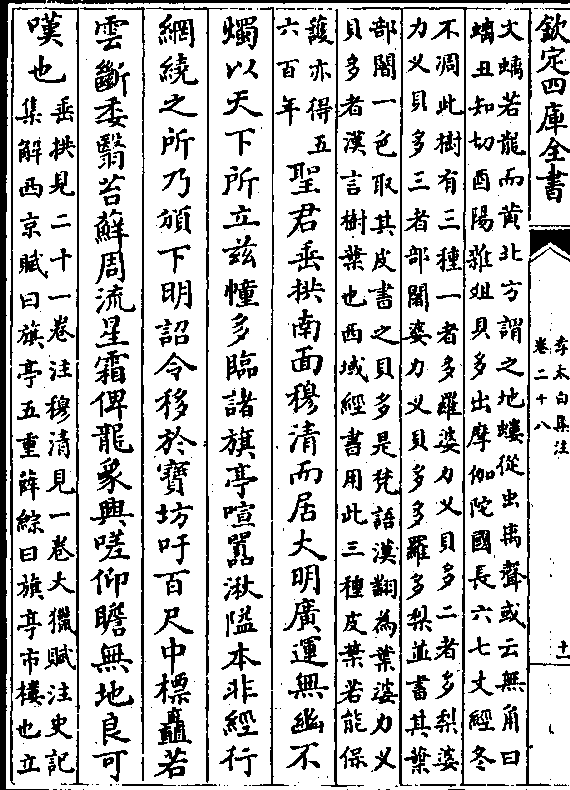 欽定四庫全書
李太白集注
卷二十八
十一
文螭若龍而黄北方謂之地螻從虫离聲或云無角曰
螭丑知切酉陽雜俎貝多出摩伽陀國長六七丈經冬
不凋此樹有三種一者多羅婆力义貝多二者多梨婆
力义貝多三者部闍婆力义貝多多羅多梨並書其葉
部闍一色取其皮書之貝多是梵語漢翻為葉婆力义
貝多者漢言樹葉也西域經書用此三種皮葉若能保
護亦得五
六百年
聖君垂拱南面穆清而居大明廣運無幽不
燭以天下所立兹幢多臨諸旗亭喧囂湫隘本非經行
網繞之所乃頒下明詔令移於寶坊吁百尺中標矗若
雲斷委翳苔蘚周流星霜俾龍象興嗟仰瞻無地良可
嘆也
垂拱見二十一卷注穆清見一卷大獵賦注史記
集解西京賦曰旗亭五重薛綜曰旗亭市樓也立